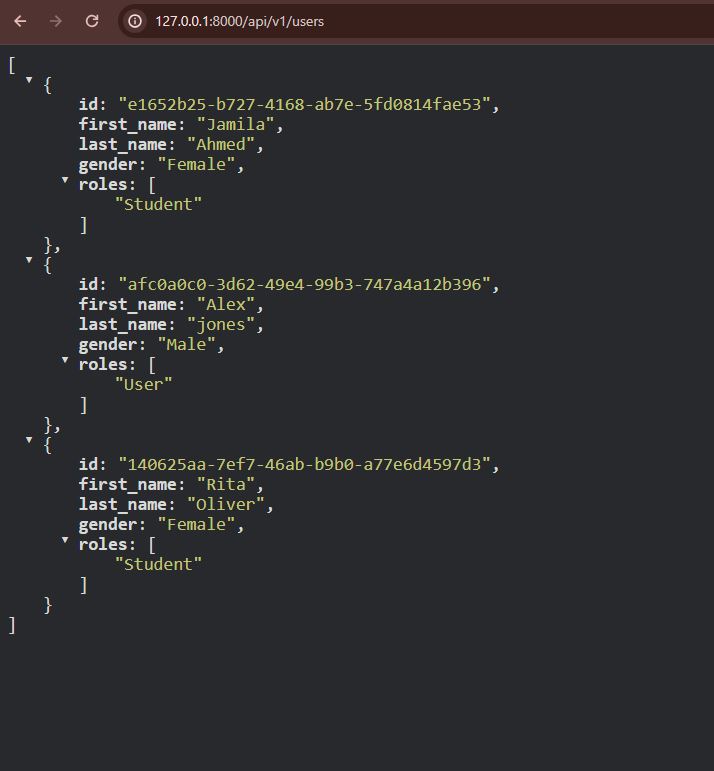 127.0.0.1:8000/api/v1/users
[
{
id: "e1652b25-b727-4168-ab7e-5fd0814fae53",
first_name: "Jamila",
last_name: "Ahmed",
gender: "Female",
roles: [
"Student"
]
},
{
id: "afc0a0c0-3d62-49e4-99b3-747a4a12b396",
first_name: "Alex",
last_name: "jones",
gender: "Male",
roles: [
"User"
]
},
{
id: "140625aa-7ef7-46ab-b9b0-a77e6d4597d3",
first_name: "Rita",
last_name: "Oliver",
gender: "Female",
roles: [
"Student"
]
}
]